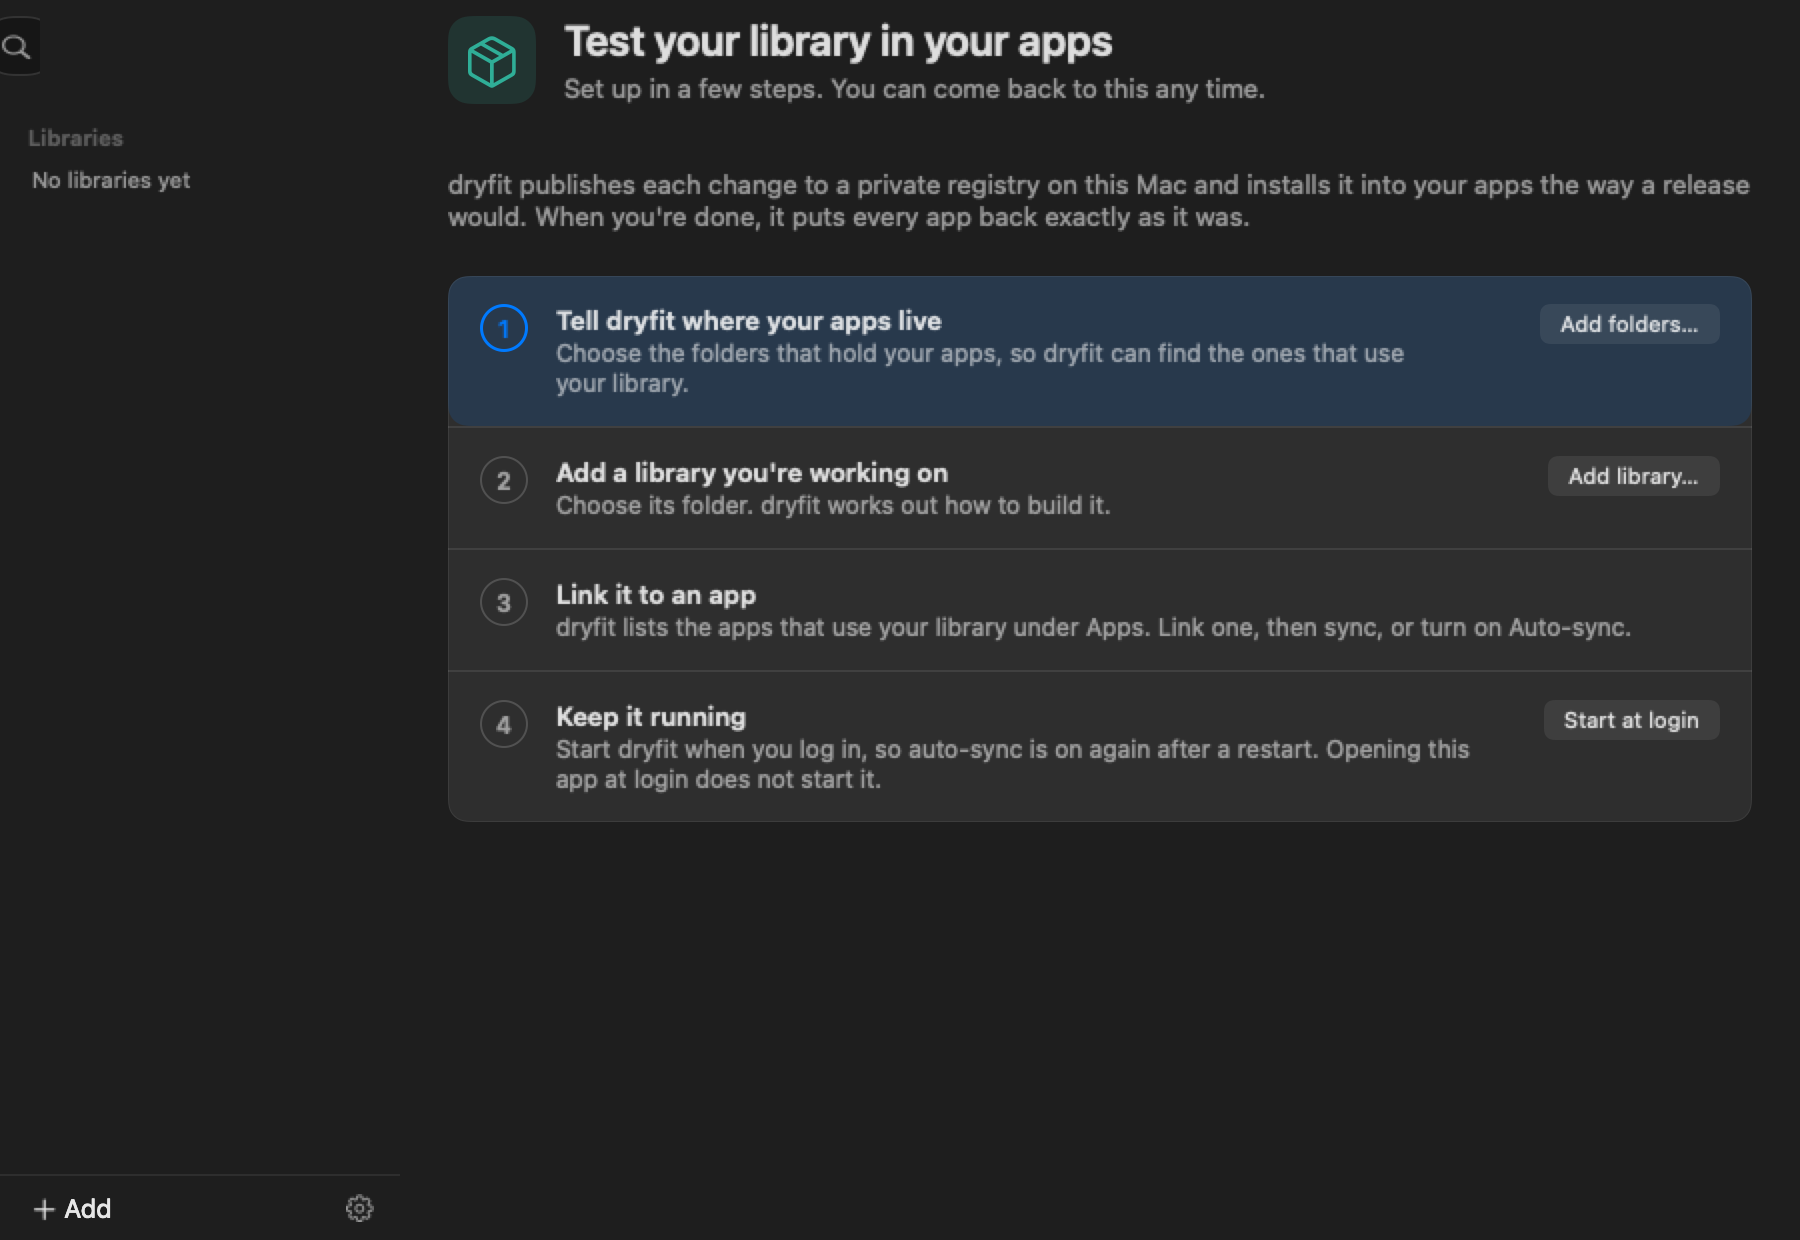 Test your library in your apps
Set up in a few steps. You can come back to this any time.
Libraries
No libraries yet
dryfit publishes each change to a private registry on this Mac and installs it into your apps the way a release
would. When you're done, it puts every app back exactly as it was.
1
Tell dryfit where your apps live
Add folders...
Choose the folders that hold your apps, so dryfit can find the ones that use
your library.
2
Add a library you're working on
Add library...
Choose its folder. dryfit works out how to build it.
3
Link it to an app
dryfit lists the apps that use your library under Apps. Link one, then sync, or turn on Auto-sync.
4
Keep it running
Start at login
Start dryfit when you log in, so auto-sync is on again after a restart. Opening this
app at login does not start it.
+ Add